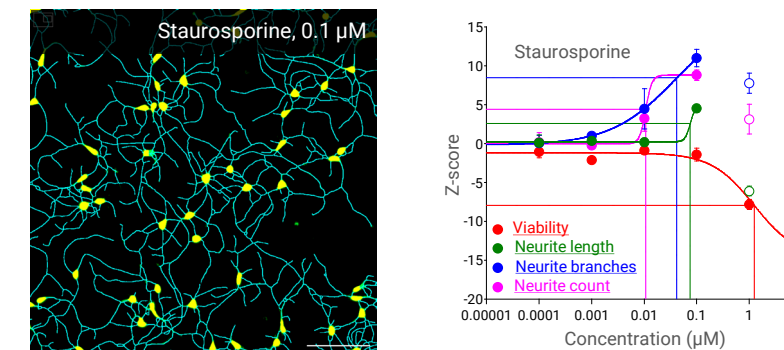 Staurosporine, 0.1 µM
Staurosporine
Z-score
15
10
5
0
-5
-10
-15
-20
Viability
Neurite length
Neurite branches
Neurite count
0.00001 0.0001 0.001 0.01 0.1 1
Concentration (µM)